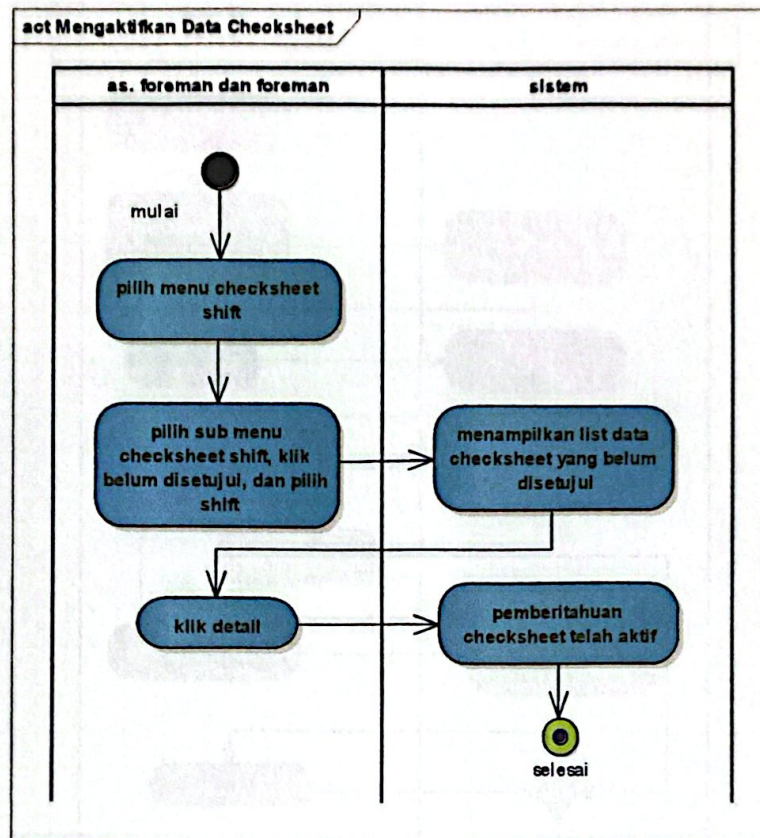 act Mengaktifkan Data Checksheet
as. foreman dan foreman
sistem
mulai
pilih menu checksheet
shift
pilih sub menu
checksheet shift, klik
belum disetujui, dan pilih
shift
menampilkan list data
checksheet yang belum
disetujui
klik detail
pemberitahuan
checksheet telah aktif
selesai